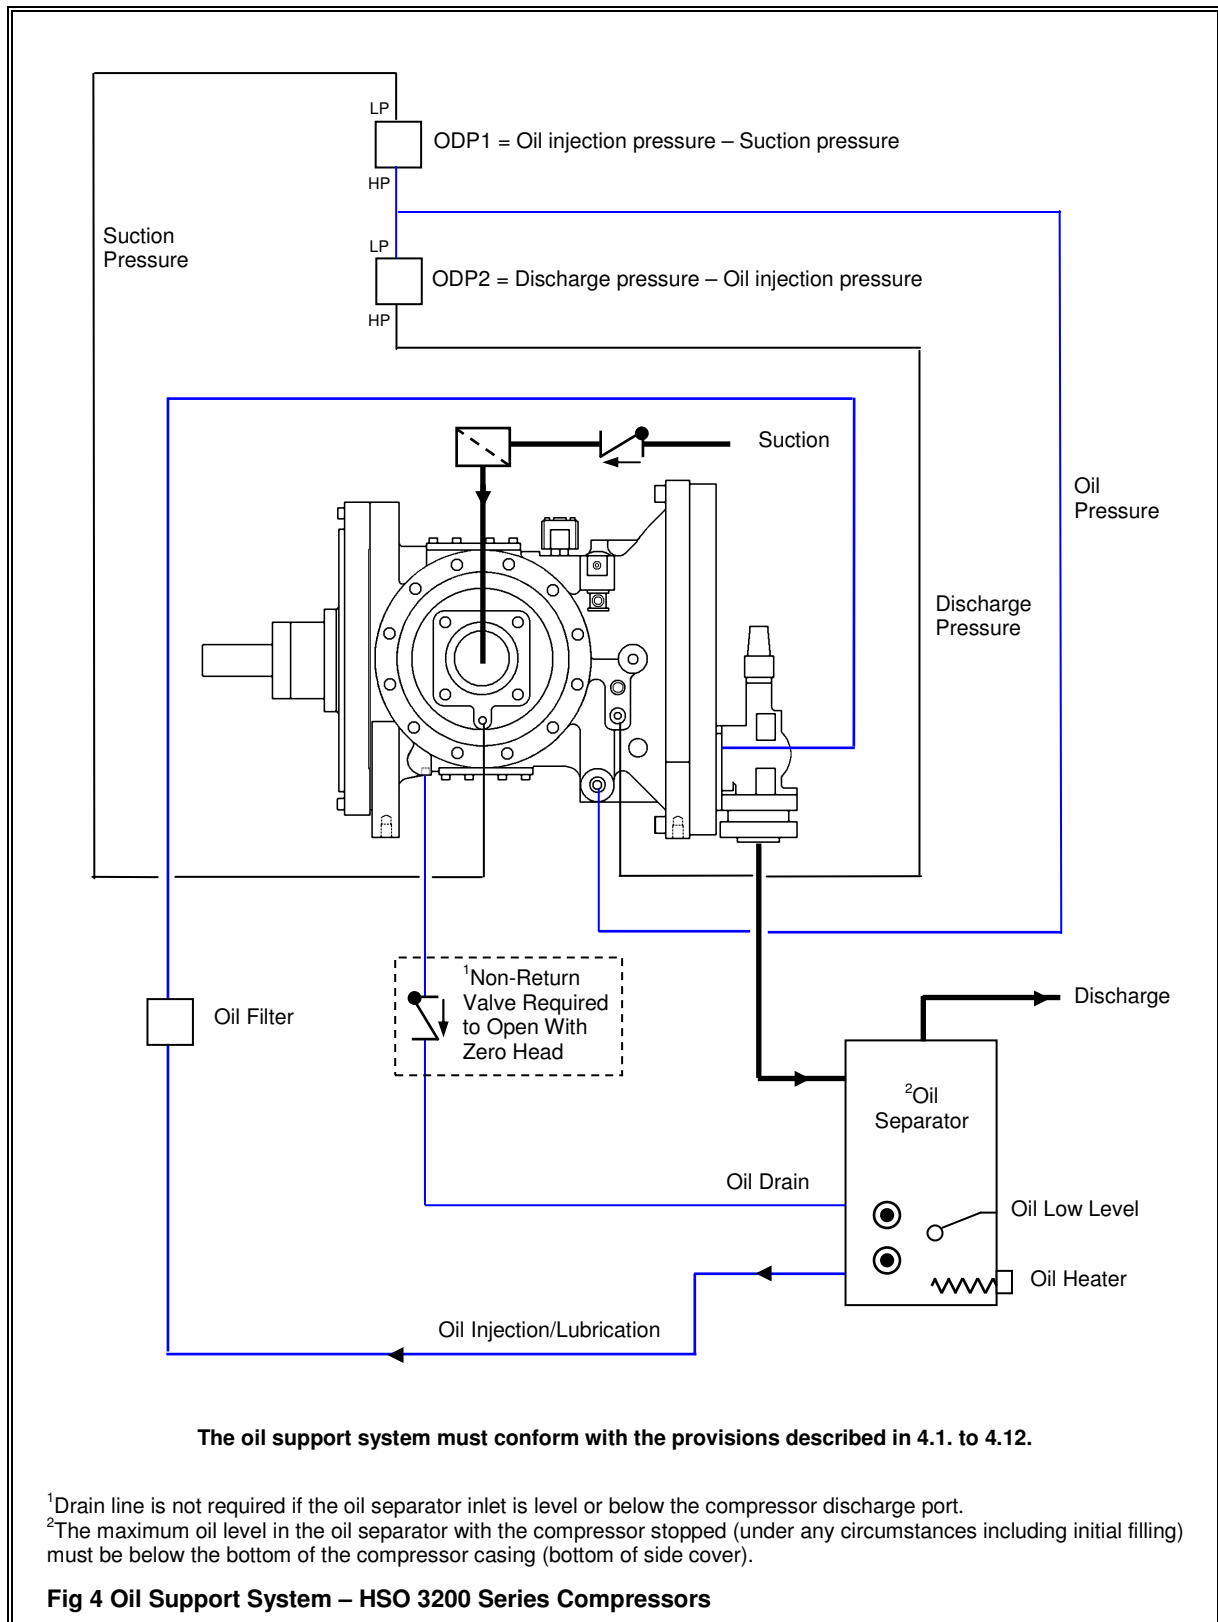 LP
ODP1 = Oil injection pressure – Suction pressure
HP
Suction
Pressure
LP
ODP2 = Discharge pressure – Oil injection pressure
HP
Suction
Oil
Pressure
Discharge
Pressure
¹Non-Return
Valve Required
to Open With
Zero Head
Oil Filter
Discharge
²Oil
Separator
Oil Drain
Oil Low Level
Oil Heater
Oil Injection/Lubrication
The oil support system must conform with the provisions described in 4.1. to 4.12.
¹Drain line is not required if the oil separator inlet is level or below the compressor discharge port.
²The maximum oil level in the oil separator with the compressor stopped (under any circumstances including initial filling)
must be below the bottom of the compressor casing (bottom of side cover).
Fig 4 Oil Support System – HSO 3200 Series Compressors